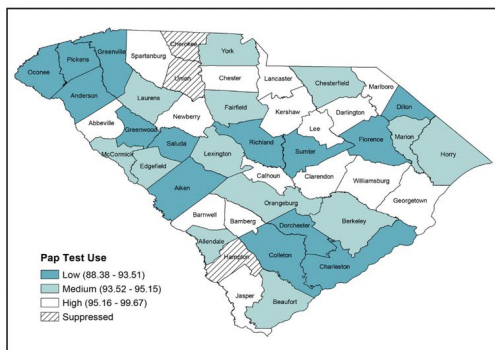 Cherokee
York
Greenville
Spartanburg
Pickens
Oconee
Union
Chester
Lancaster
Chesterfield
Marlboro
Anderson
Laurens
Fairfield
Kershaw
Darlington
Dillon
Abbeville
Greenwood
Newberry
Lee
Marion
Florence
Horry
McCormick
Saluda
Lexington
Richland
Sumter
Edgefield
Calhoun
Clarendon
Williamsburg
Aiken
Orangeburg
Georgetown
Barnwell
Bamberg
Dorchester
Berkeley
Allendale
Colleton
Charleston
Hampton
Jasper
Beaufort
Pap Test Use
Low (88.38 - 93.51)
Medium (93.52 - 95.15)
High (95.16 - 99.67)
Suppressed